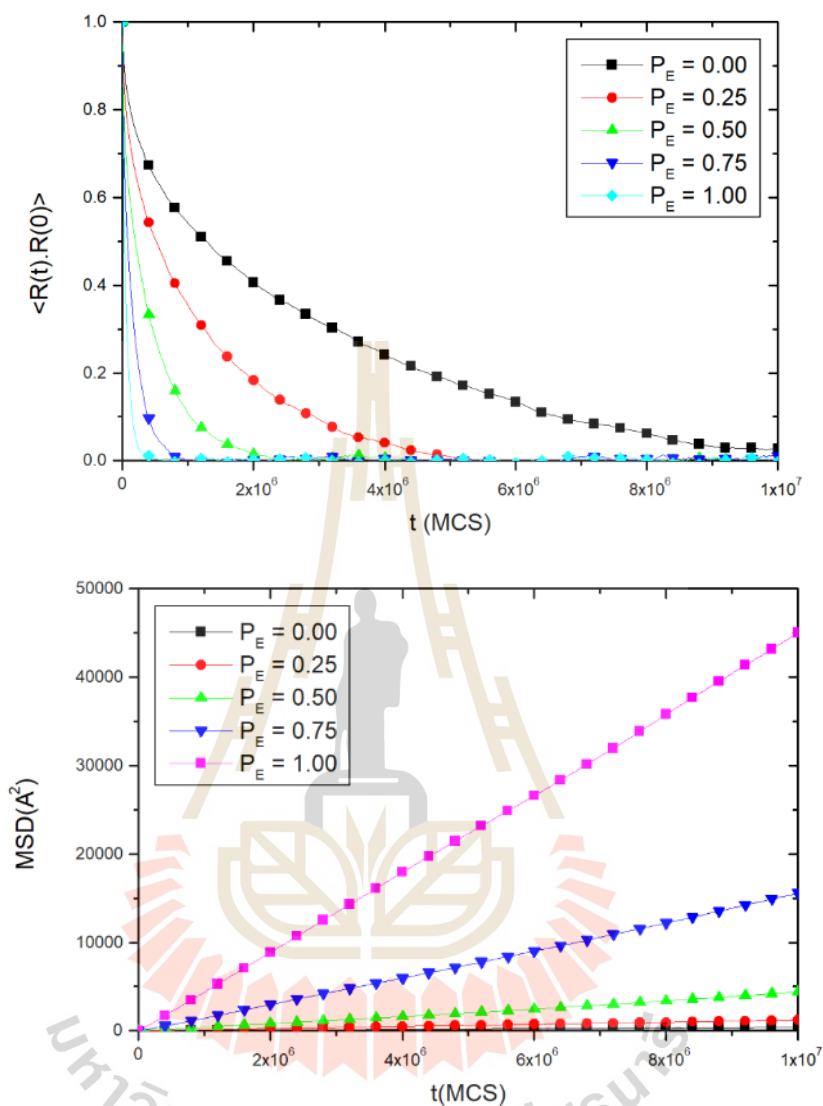 <R(t).R(0)>
1.0
0.8
0.6
0.4
0.2
0.0
P_E = 0.00
P_E = 0.25
P_E = 0.50
P_E = 0.75
P_E = 1.00
0
2x10^6
4x10^6
6x10^6
8x10^6
1x10^7
t (MCS)
MSD(A^2)
50000
40000
30000
20000
10000
0
P_E = 0.00
P_E = 0.25
P_E = 0.50
P_E = 0.75
P_E = 1.00
0
2x10^6
4x10^6
6x10^6
8x10^6
1x10^7
t(MCS)